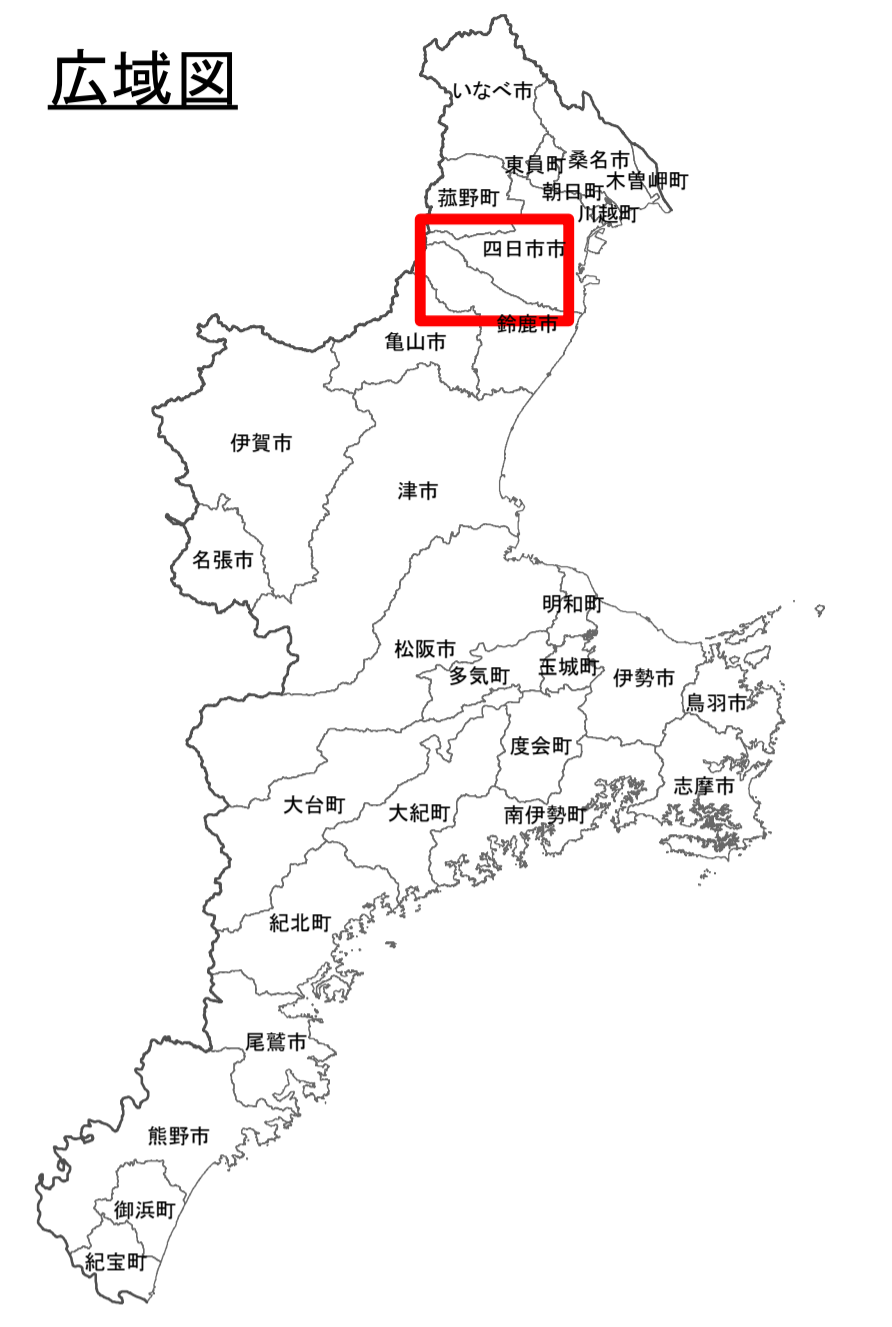 広域図
いなべ市
東員町
桑名市
木曽岬町
朝日町
菰野町
川越町
四日市市
鈴鹿市
亀山市
伊賀市
津市
名張市
明和町
松阪市
多気町
玉城町
伊勢市
鳥羽市
度会町
志摩市
大台町
大紀町
南伊勢町
紀北町
尾鷲市
熊野市
御浜町
紀宝町